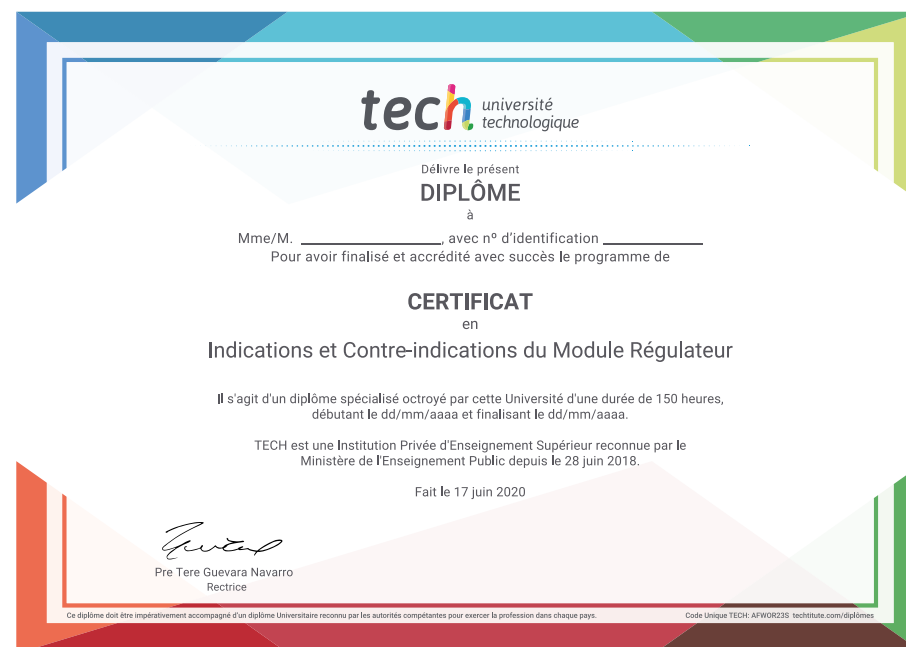 tech université
technologique
Délivre le présent
DIPLÔME
à
Mme/M. ____________________, avec nº d'identification ______________
Pour avoir finalisé et accrédité avec succès le programme de
CERTIFICAT
en
Indications et Contre-indications du Module Régulateur
Il s'agit d'un diplôme spécialisé octroyé par cette Université d'une durée de 150 heures,
débutant le dd/mm/aaaa et finalisant le dd/mm/aaaa.
TECH est une Institution Privée d'Enseignement Supérieur reconnue par le
Ministère de l'Enseignement Public depuis le 28 juin 2018.
Fait le 17 juin 2020
Pre Tere Guevara Navarro
Rectrice
Ce diplôme doit être impérativement accompagné d'un diplôme Universitaire reconnu par les autorités compétantes pour exercer la profession dans chaque pays.
Code Unique TECH: AFWOR23S techtitute.com/diplômes